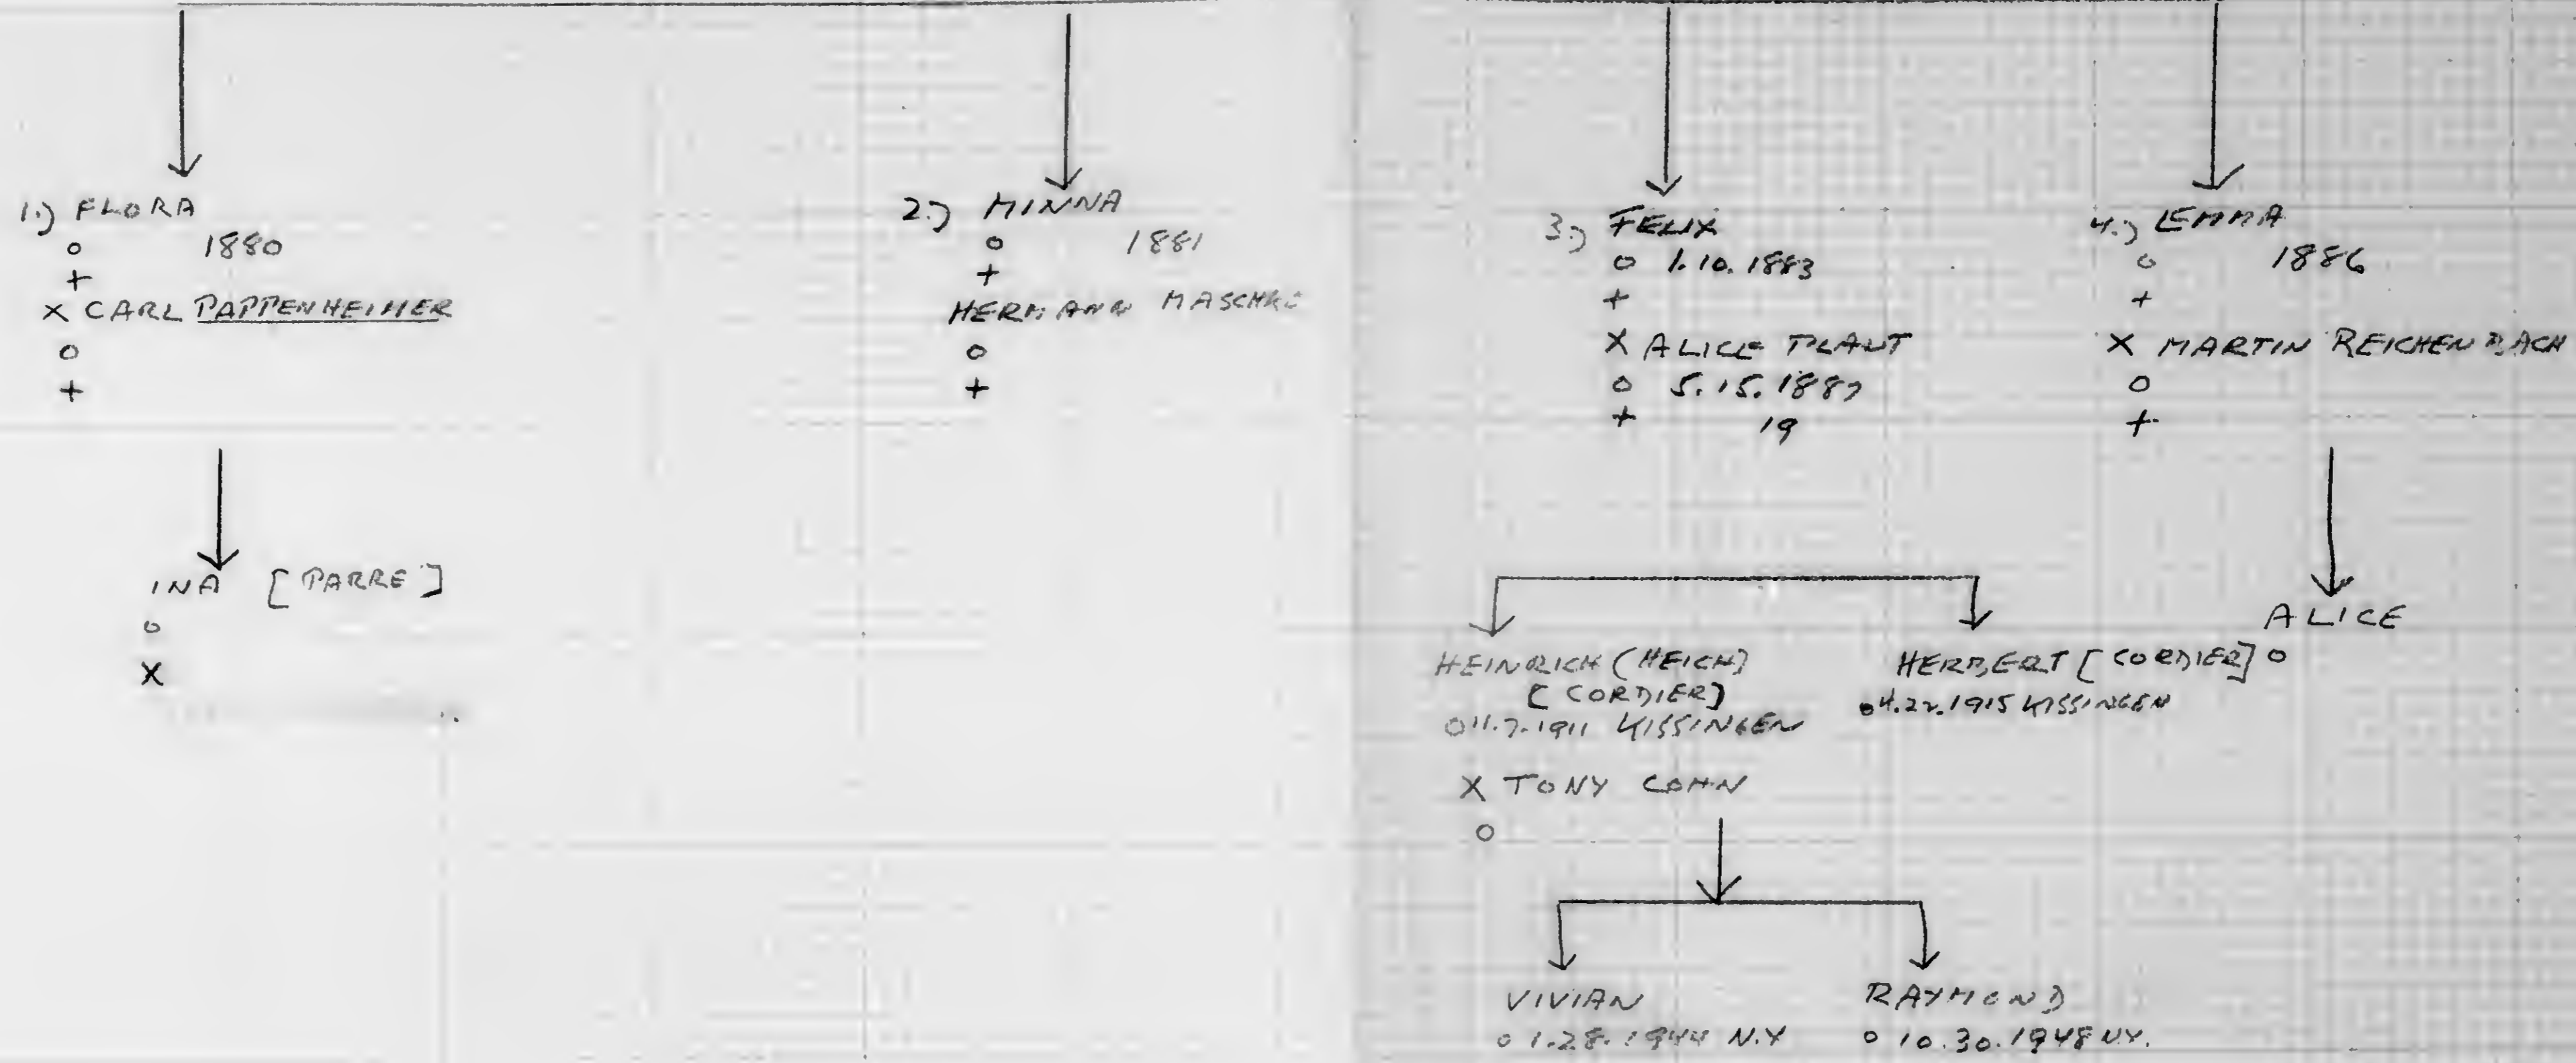 1.) FLORA
o 1880
+
X CARL PAPPENHEIMER
o
+
INA [PARRE]
o
X
2.) MINNA
o 1881
+
HERMANN
o
+
3.) FELIX
o 1.10.1883
+
X ALICE PLAUT
o 5.15.1887
+ 19
HEINRICH (HEICH)
[CORDIER]
o 11.7.1911 KISSINGEN
X TONY COHN
o
HERBERT [CORDIER]
o 4.22.1915 KISSINGEN
VIVIAN
o 1.28.1944 N.Y
RAYMOND
o 10.30.1948 N.Y.
4.) EMMA
o 1886
+
X MARTIN REICHENBACH
o
+
ALICE
o